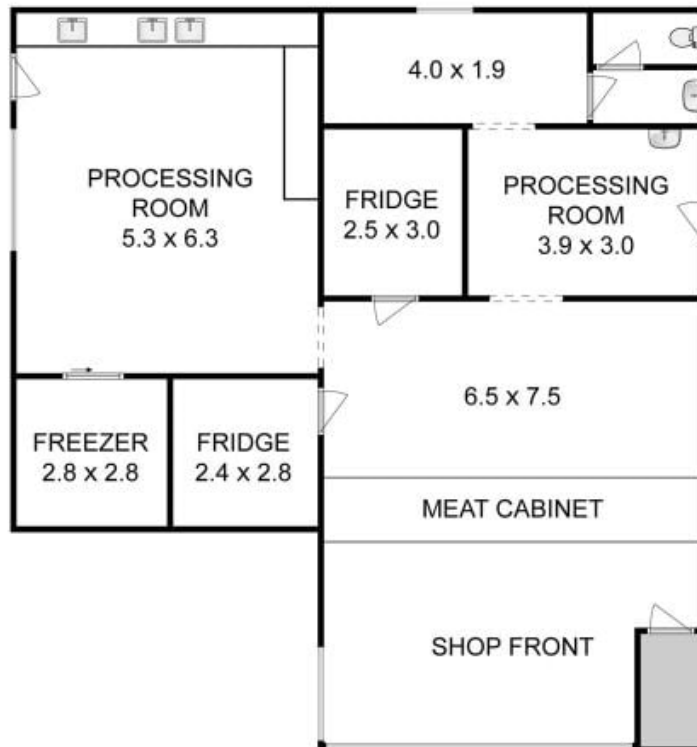 4.0 x 1.9
PROCESSING
ROOM
5.3 x 6.3
FRIDGE
2.5 x 3.0
PROCESSING
ROOM
3.9 x 3.0
6.5 x 7.5
FREEZER
2.8 x 2.8
FRIDGE
2.4 x 2.8
MEAT CABINET
SHOP FRONT